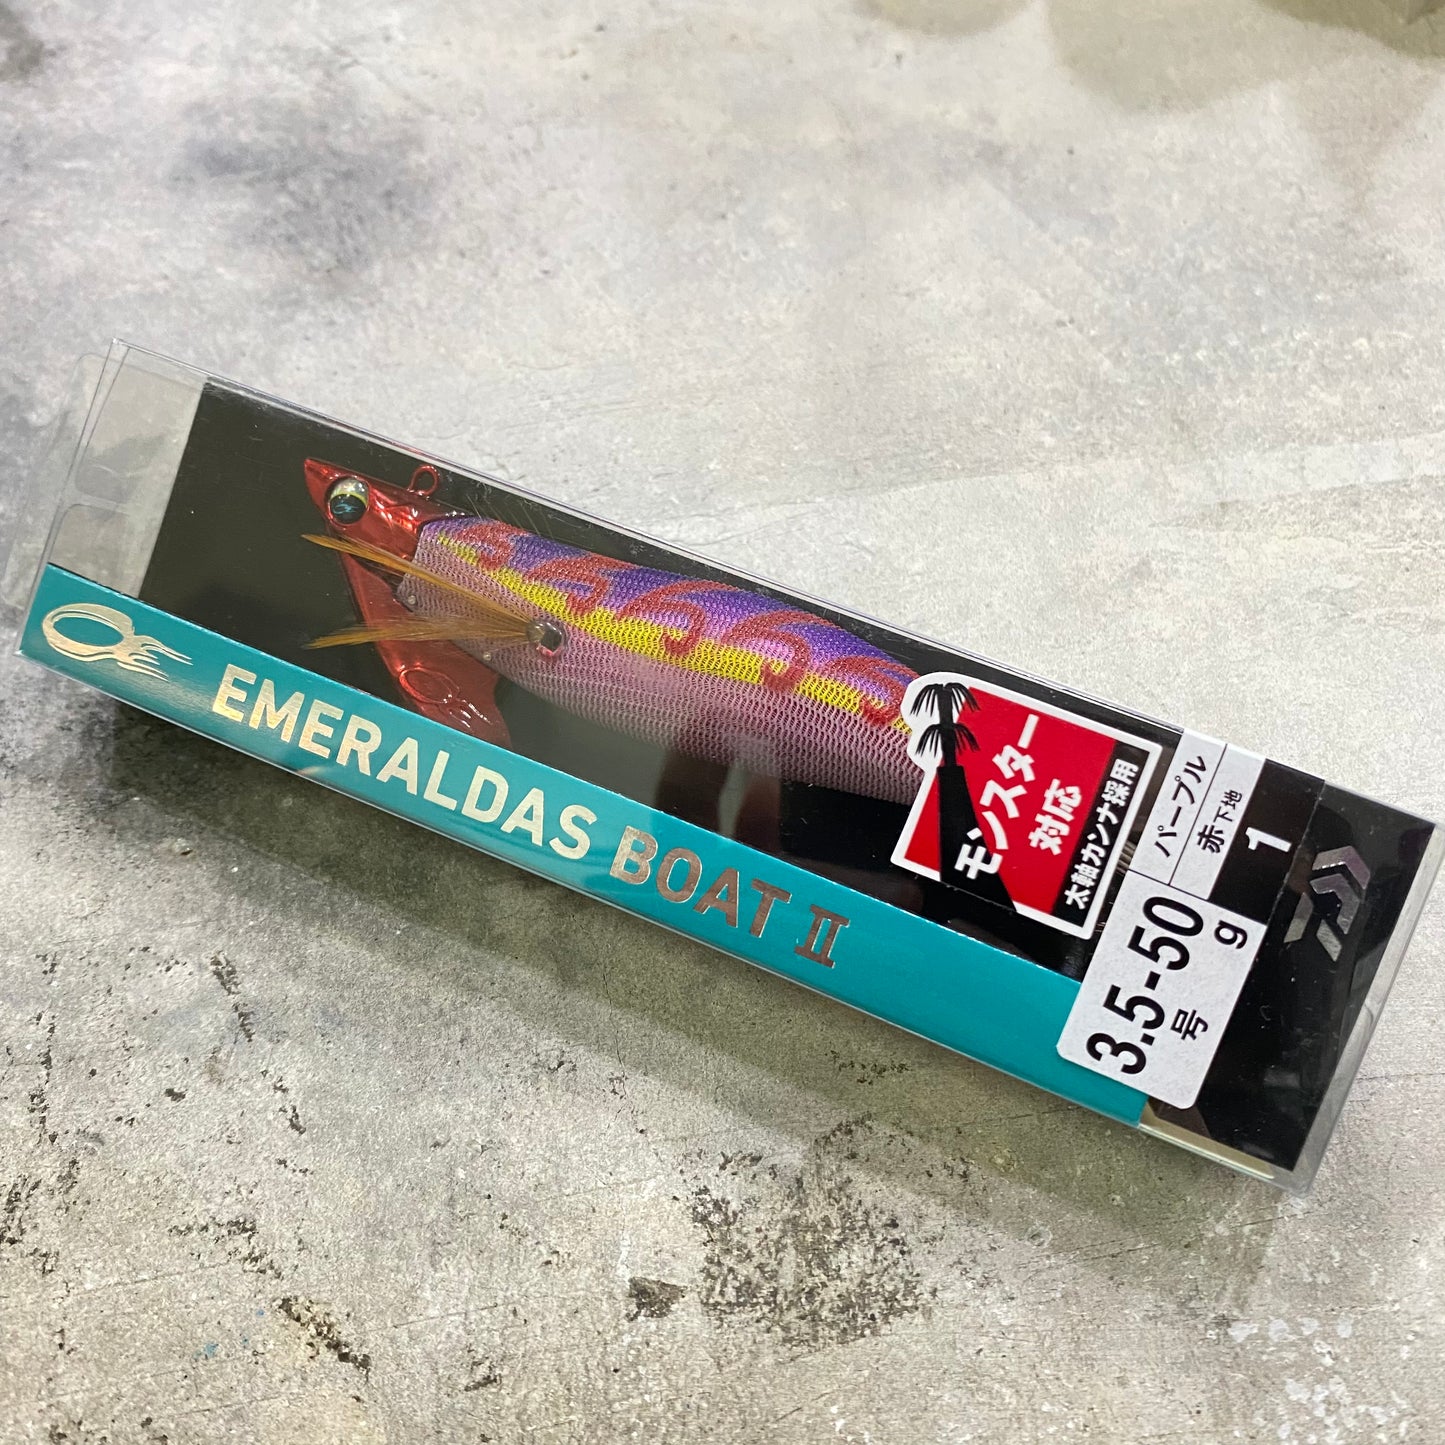 EMERALDAS BOAT II
モンスター
対応
太軸カンナ採用
パープル
赤下地
1
3.5-50
号 g